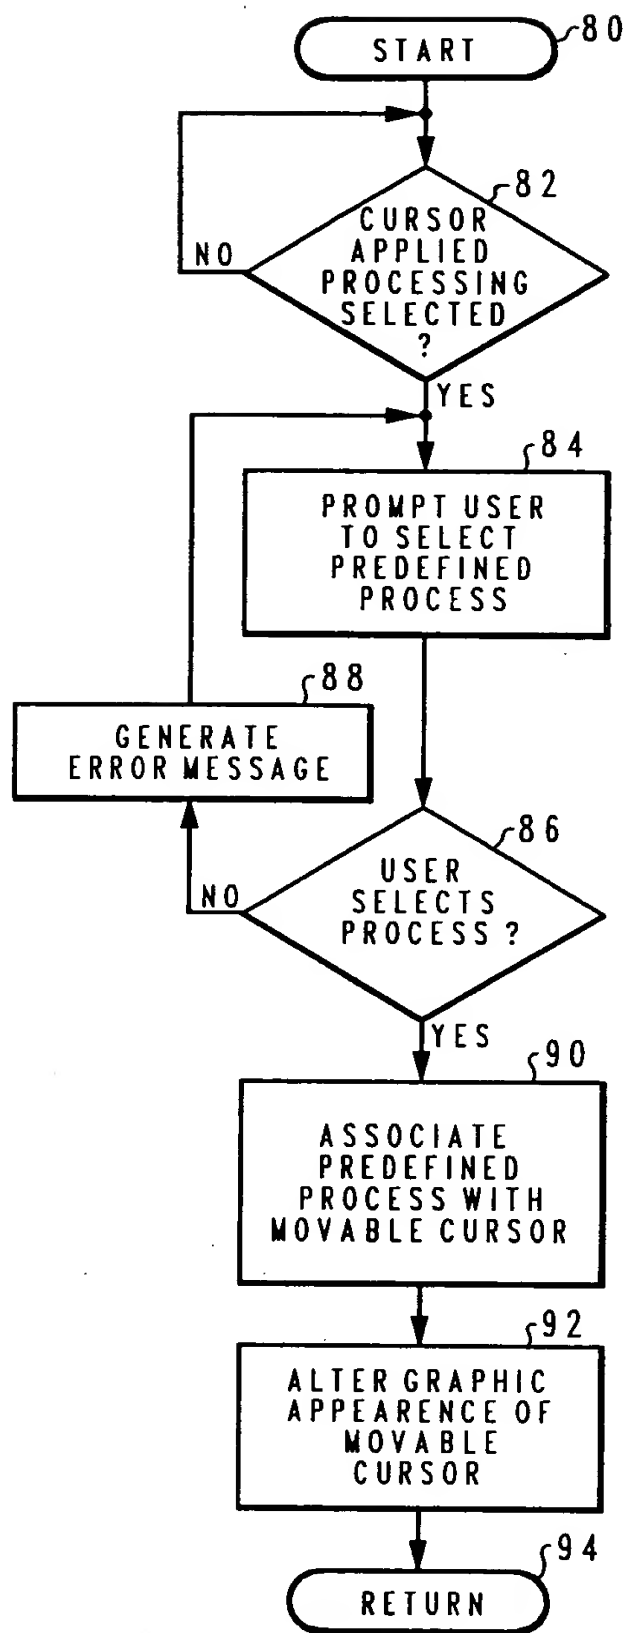 80
START
82
CURSOR
APPLIED
PROCESSING
SELECTED
?
NO
YES
84
PROMPT USER
TO SELECT
PREDEFINED
PROCESS
88
GENERATE
ERROR MESSAGE
86
USER
SELECTS
PROCESS ?
NO
YES
90
ASSOCIATE
PREDEFINED
PROCESS WITH
MOVABLE CURSOR
92
ALTER GRAPHIC
APPEARENCE OF
MOVABLE
CURSOR
94
RETURN